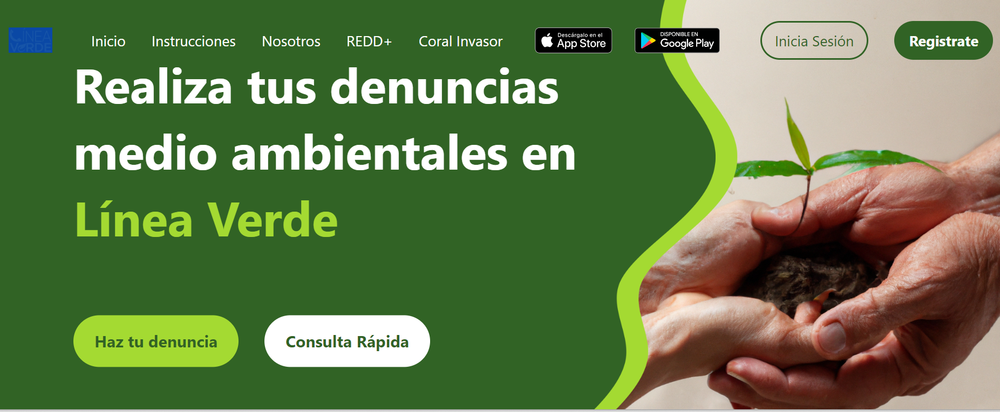 LÍNEA
VERDE
Inicio
Instrucciones
Nosotros
REDD+
Coral Invasor
Descárgalo en el
App Store
DISPONIBLE EN
Google Play
Inicia Sesión
Registrate
Realiza tus denuncias
medio ambientales en
Línea Verde
Haz tu denuncia
Consulta Rápida